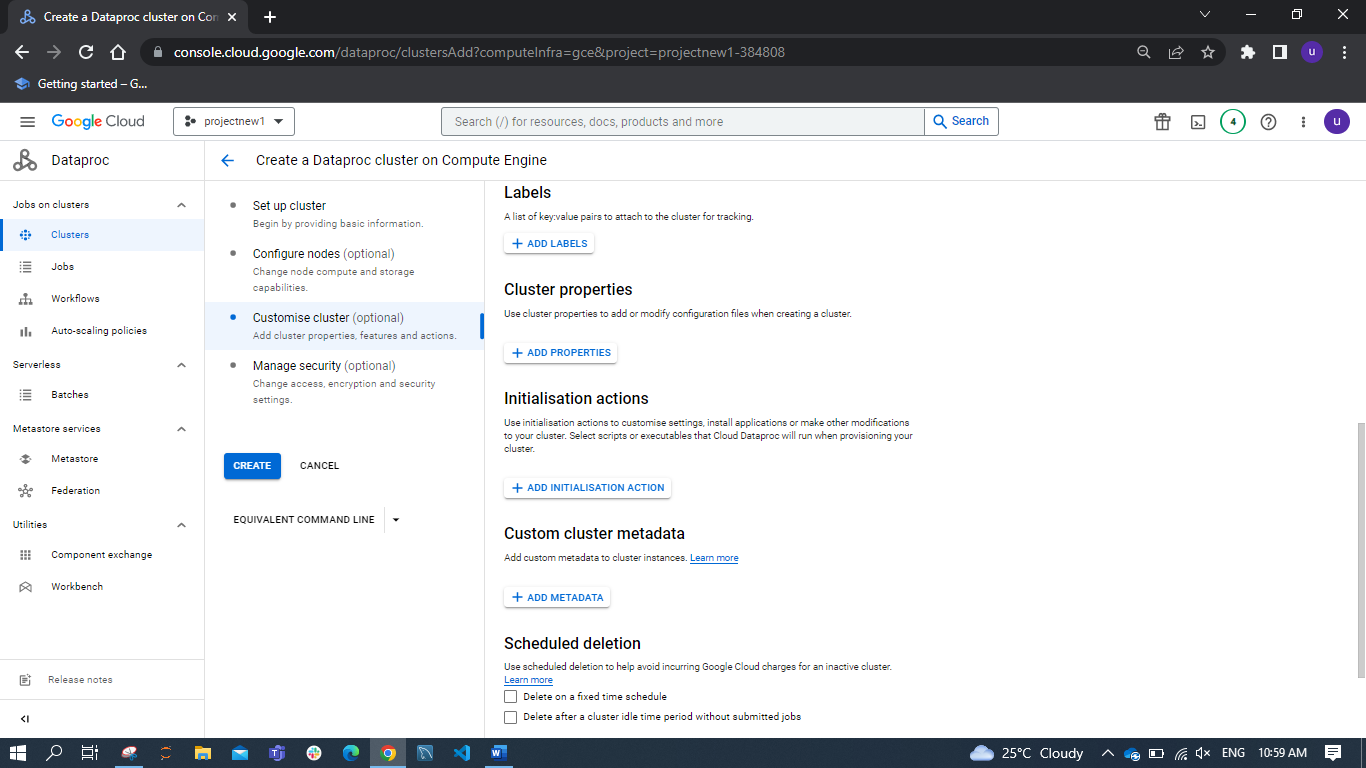 Create a Dataproc cluster on Con
console.cloud.google.com/dataproc/clustersAdd?computeInfra=gce&project=projectnew1-384808
u
Getting started – G...
Google Cloud
projectnew1
Search (/) for resources, docs, products and more
Search
4
u
Dataproc
Create a Dataproc cluster on Compute Engine
Jobs on clusters
Clusters
Jobs
Workflows
Auto-scaling policies
Serverless
Batches
Metastore services
Metastore
Federation
Utilities
Component exchange
Workbench
Release notes
Set up cluster
Begin by providing basic information.
Configure nodes (optional)
Change node compute and storage
capabilities.
Customise cluster (optional)
Add cluster properties, features and actions.
Manage security (optional)
Change access, encryption and security
settings.
CREATE
CANCEL
EQUIVALENT COMMAND LINE
Labels
A list of key:value pairs to attach to the cluster for tracking.
+ ADD LABELS
Cluster properties
Use cluster properties to add or modify configuration files when creating a cluster.
+ ADD PROPERTIES
Initialisation actions
Use initialisation actions to customise settings, install applications or make other modifications
to your cluster. Select scripts or executables that Cloud Dataproc will run when provisioning your
cluster.
+ ADD INITIALISATION ACTION
Custom cluster metadata
Add custom metadata to cluster instances. Learn more
+ ADD METADATA
Scheduled deletion
Use scheduled deletion to help avoid incurring Google Cloud charges for an inactive cluster.
Learn more
Delete on a fixed time schedule
Delete after a cluster idle time period without submitted jobs
25°C Cloudy
ENG
10:59 AM